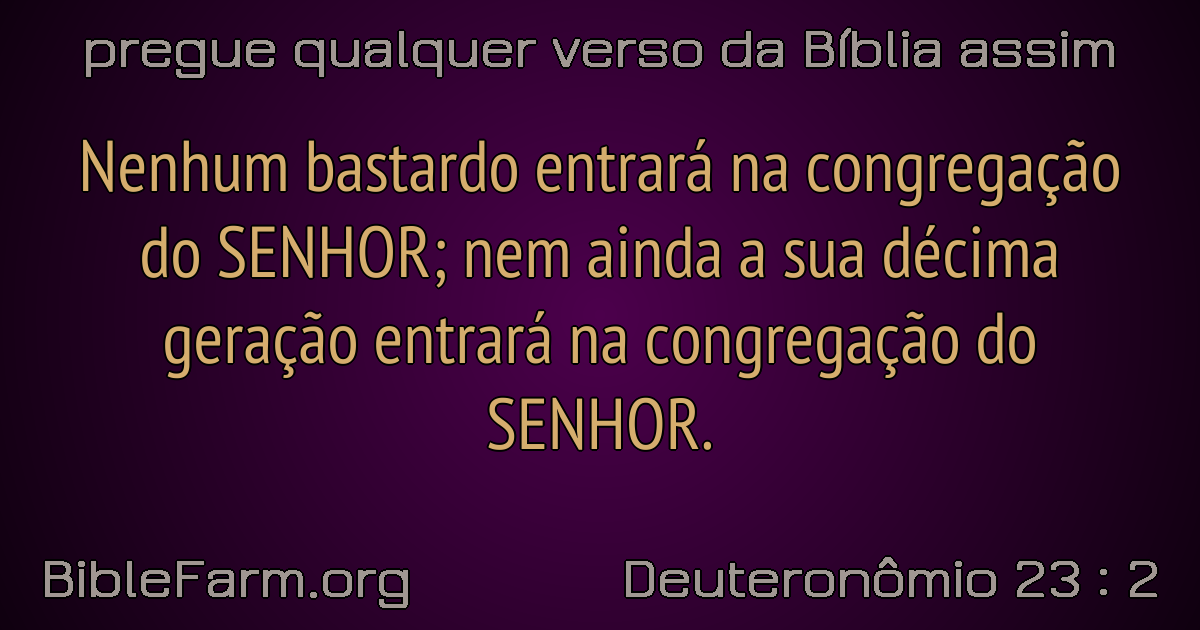 pregue qualquer verso da Bíblia assim
Nenhum bastardo entrará na congregação
do SENHOR; nem ainda a sua décima
geração entrará na congregação do
SENHOR.
BibleFarm.org
Deuteronômio 23 : 2